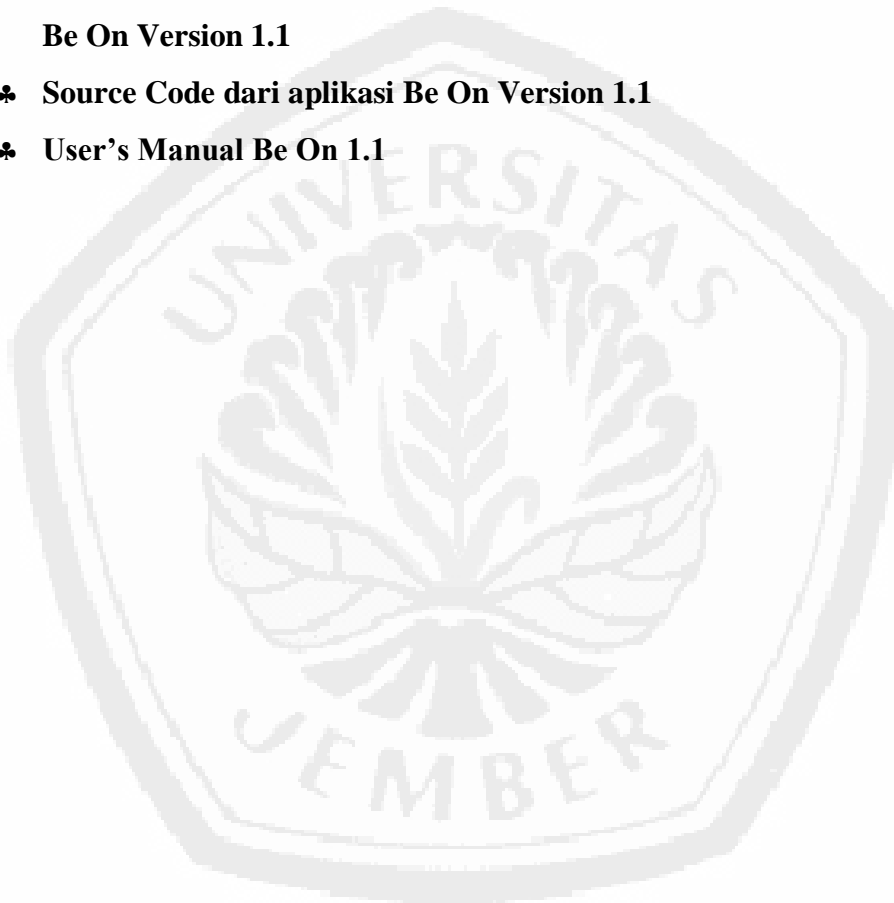 Be On Version 1.1
♣ Source Code dari aplikasi Be On Version 1.1
♣ User’s Manual Be On 1.1
UNIVERSITAS
JEMBER